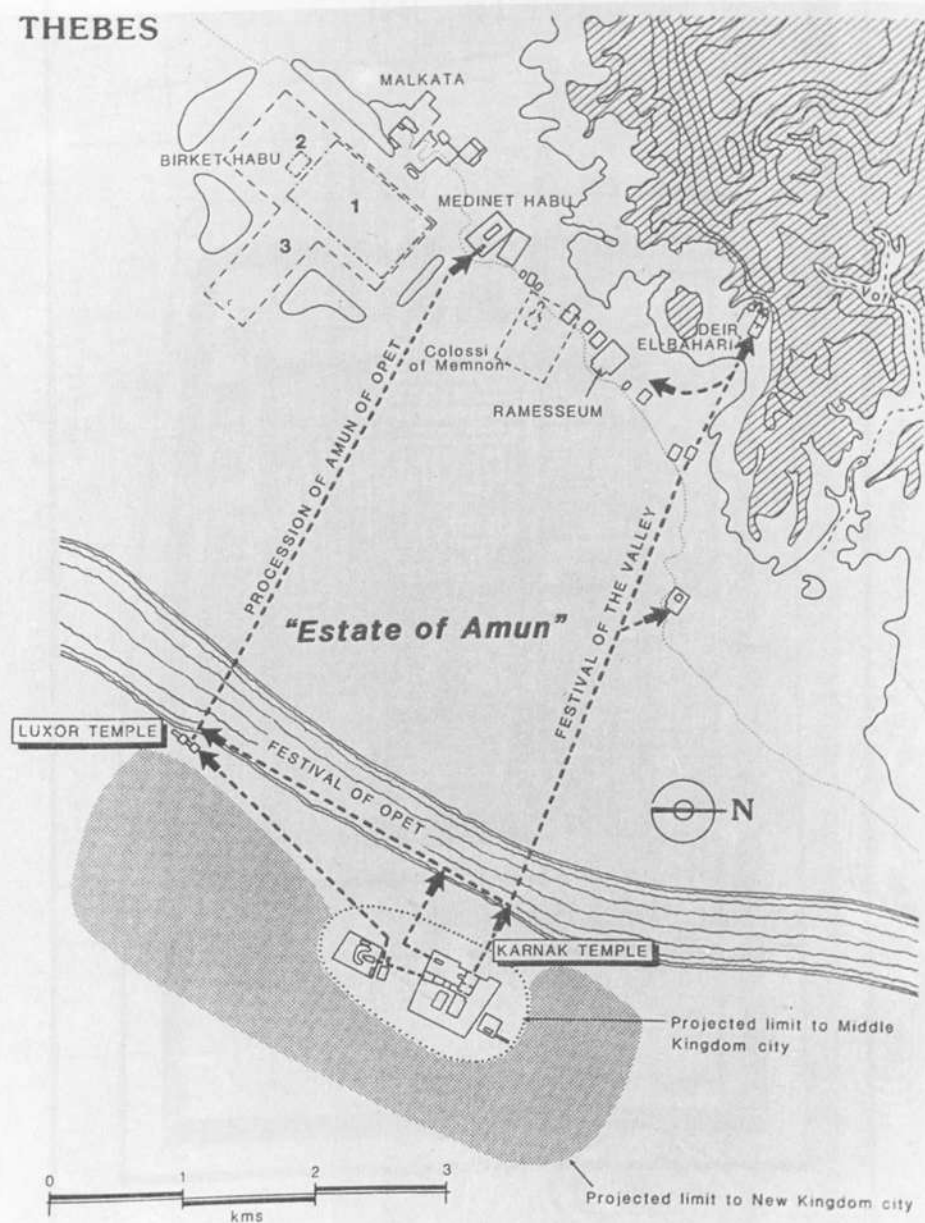 THEBES
MALKATA
BIRKET HABU
2
1
3
MEDINET HABU
Colossi
of Memnon
DEIR
EL-BAHARI
RAMESSEUM
PROCESSION OF AMUN OF OPET
FESTIVAL OF THE VALLEY
"Estate of Amun"
LUXOR TEMPLE
FESTIVAL OF OPET
N
KARNAK TEMPLE
Projected limit to Middle
Kingdom city
0 1 2 3
kms
Projected limit to New Kingdom city